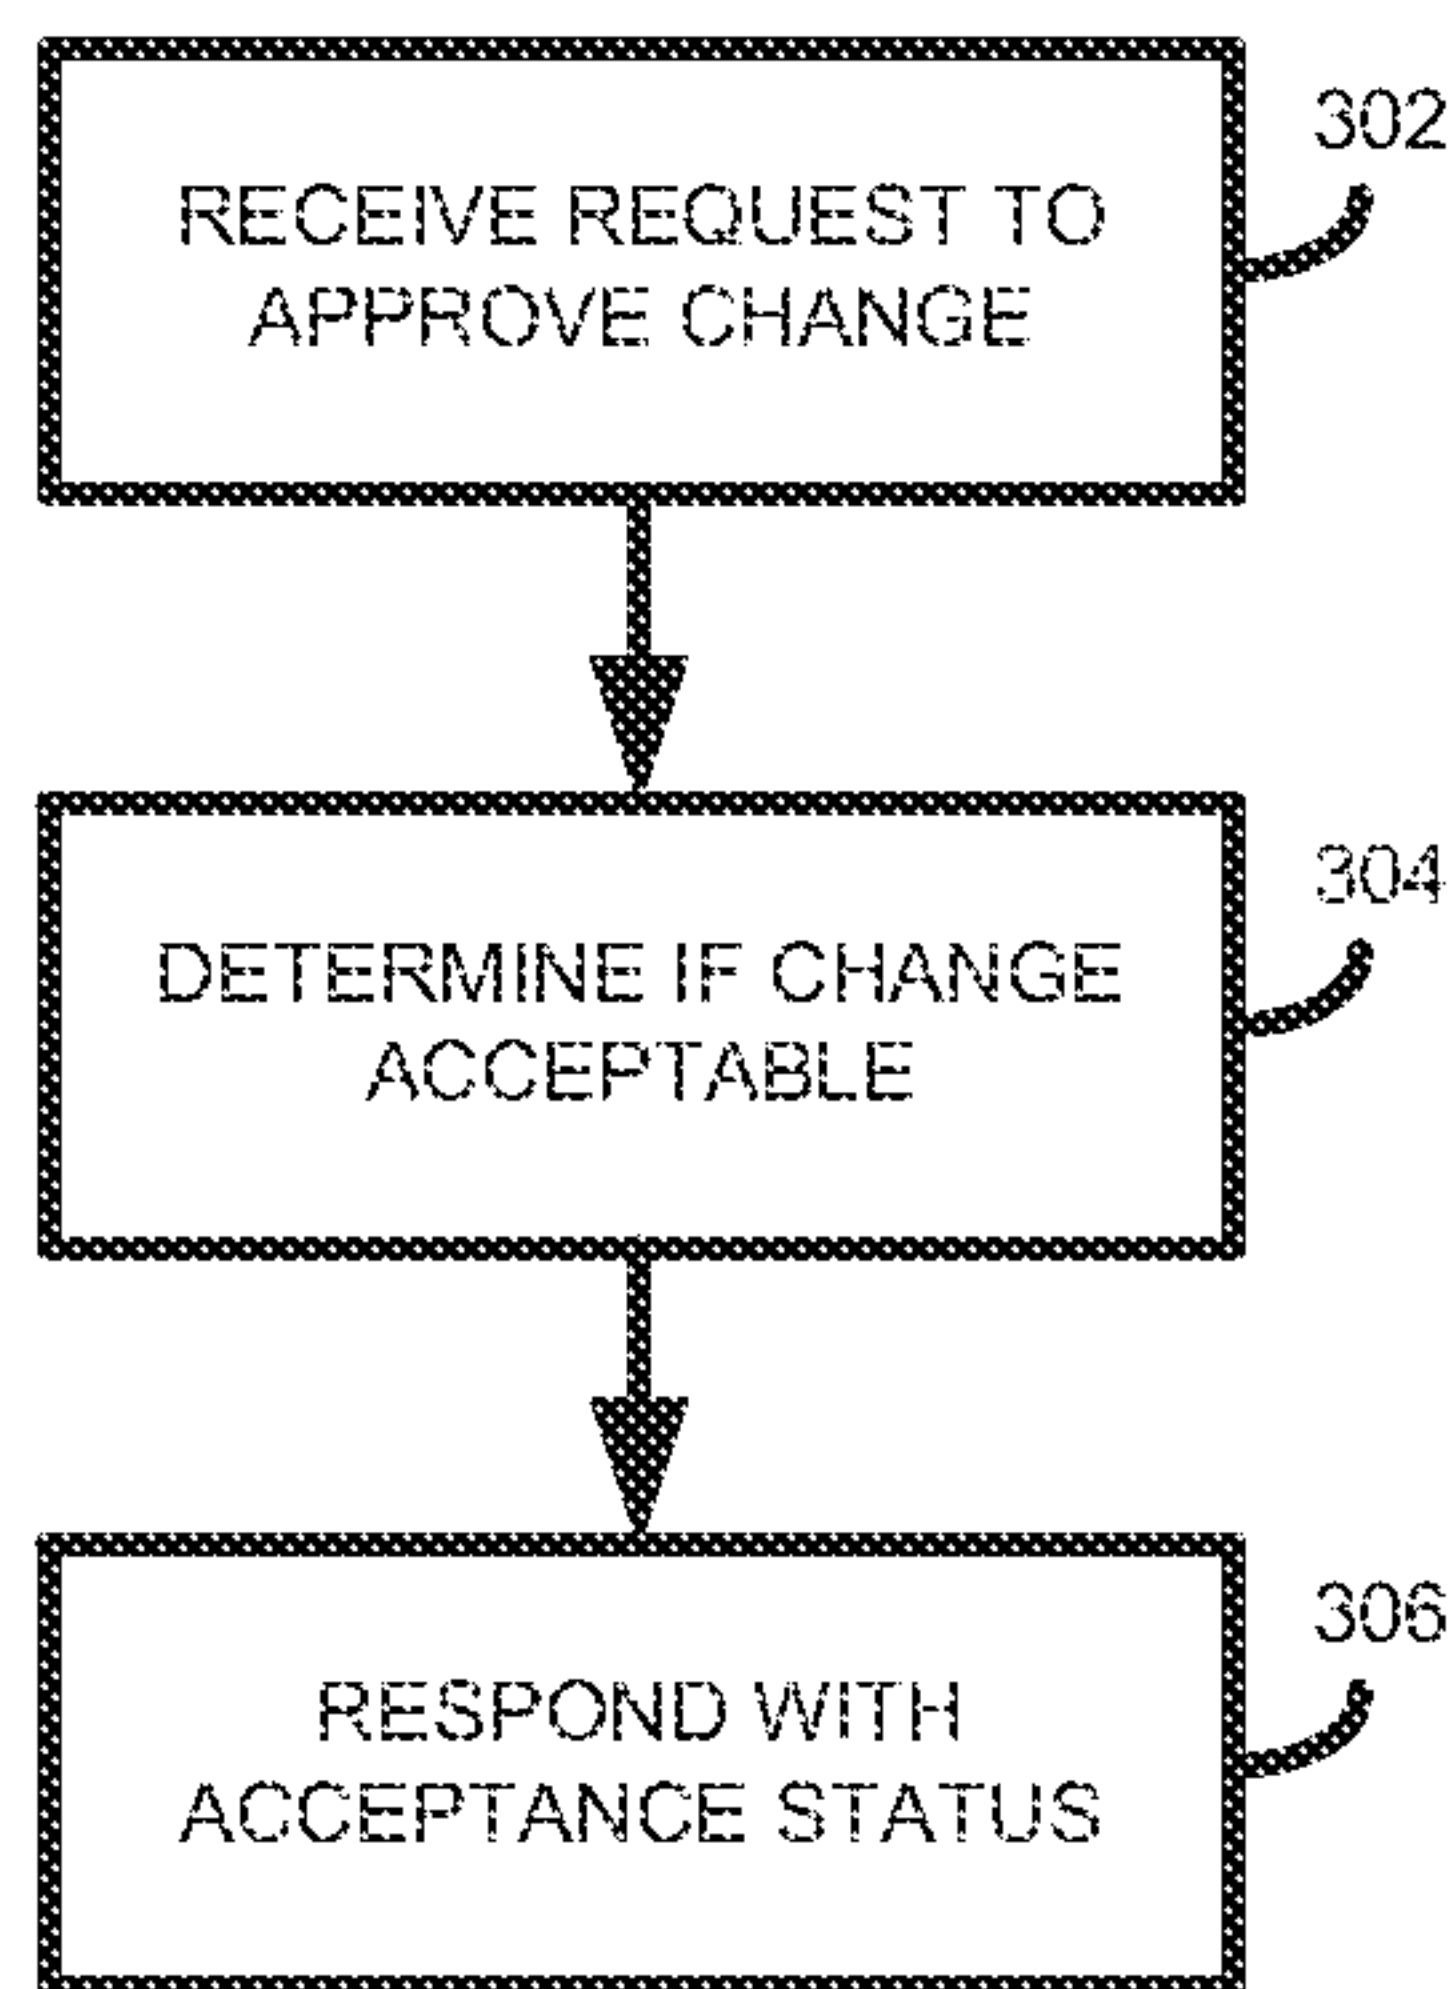 302
RECEIVE REQUEST TO
APPROVE CHANGE
304
DETERMINE IF CHANGE
ACCEPTABLE
306
RESPOND WITH
ACCEPTANCE STATUS